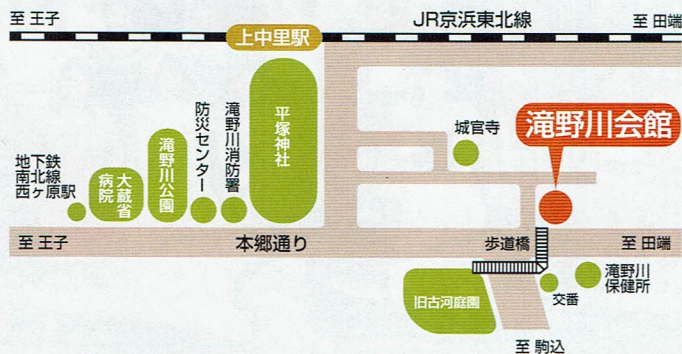 至 王子
JR京浜東北線
至 田端
上中里駅
平塚神社
滝野川消防署
防災センター
滝野川公園
大蔵省
病院
地下鉄
南北線
西ヶ原駅
城官寺
滝野川会館
至 王子
本郷通り
歩道橋
至 田端
旧古河庭園
交番
滝野川
保健所
至 駒込